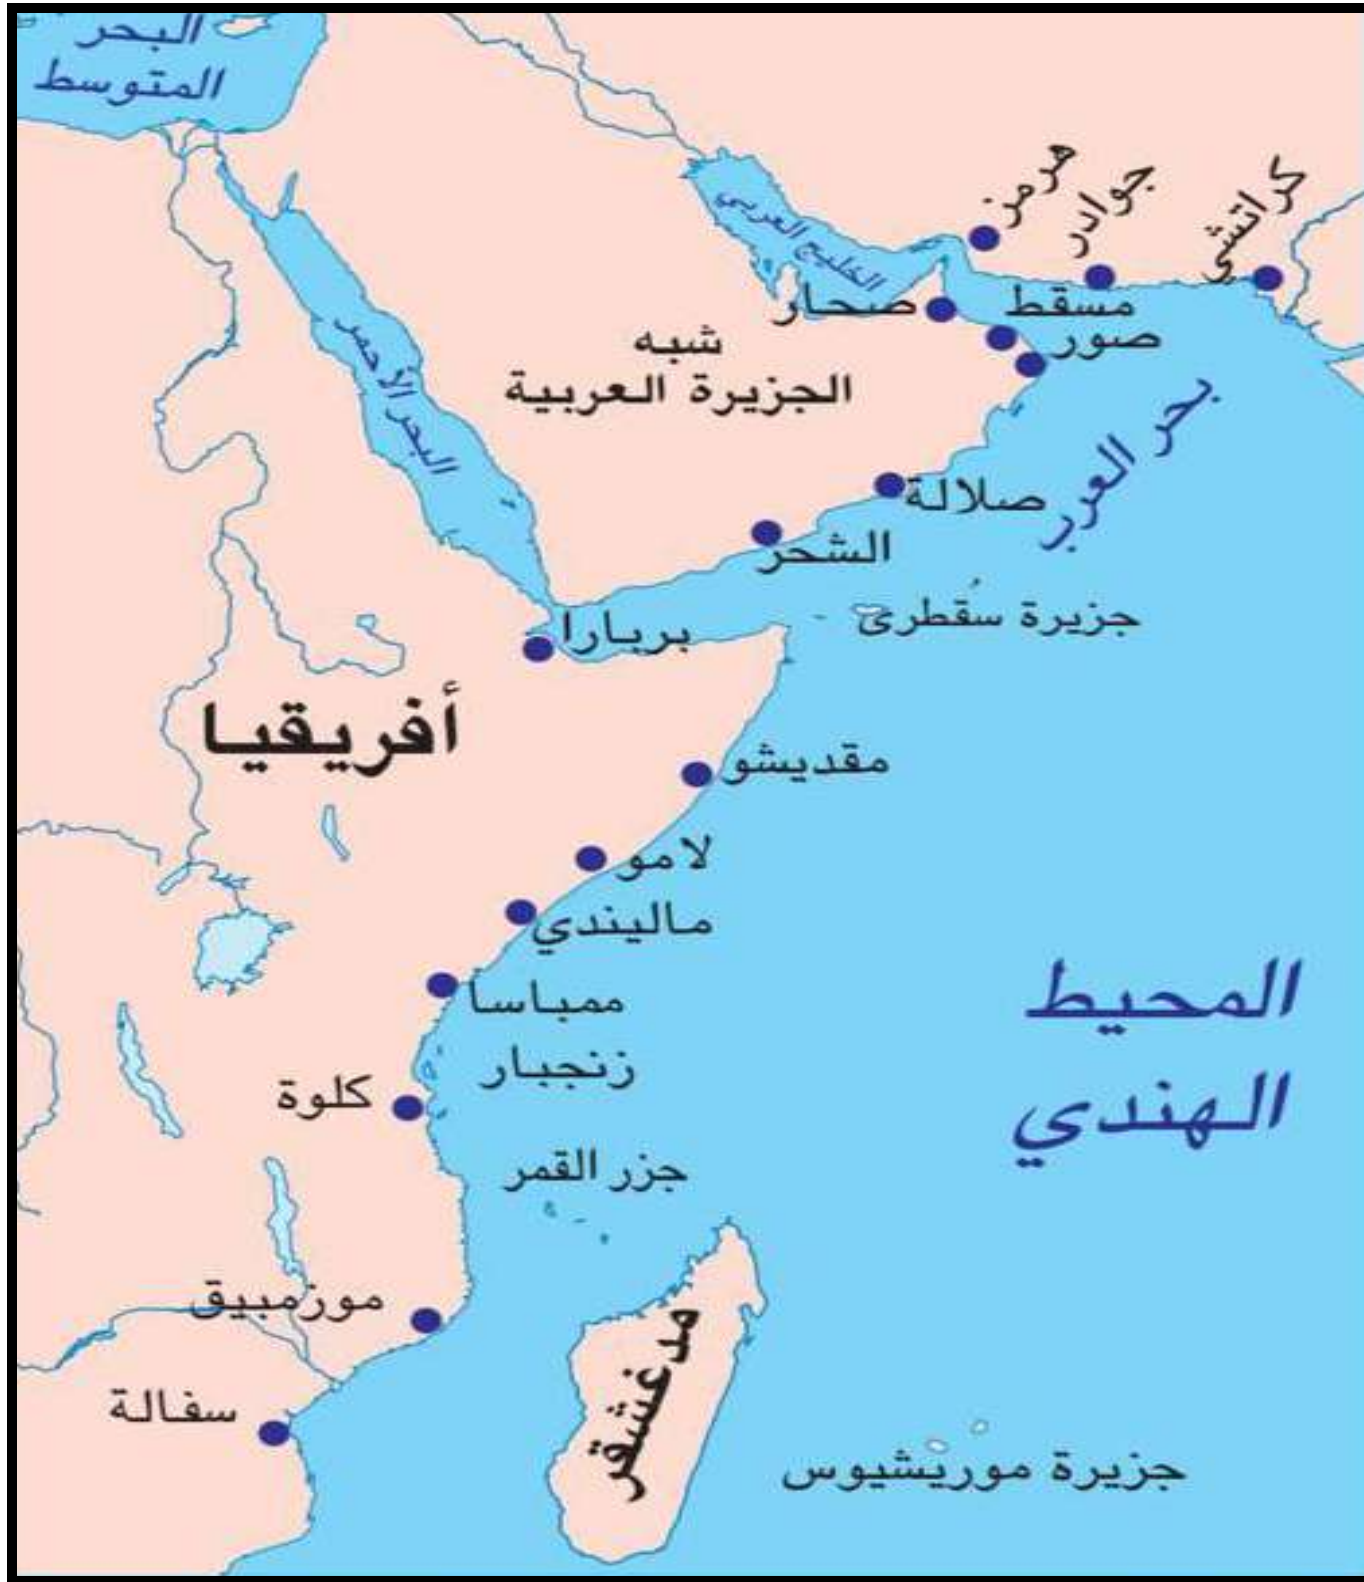 البحر
المتوسط
هرمز
جوادر
كراتشي
الخليج العربي
صحار
مسقط
صور
شبه
الجزيرة العربية
البحر الأحمر
بحر العرب
صلالة
الشحر
جزيرة سُقطرى
بربارا
أفريقيا
مقديشو
لامو
ماليندي
ممباسا
زنجبار
كلوة
المحيط
الهندي
جزر القمر
موزمبيق
مدغشقر
سفالة
جزيرة موريشيوس